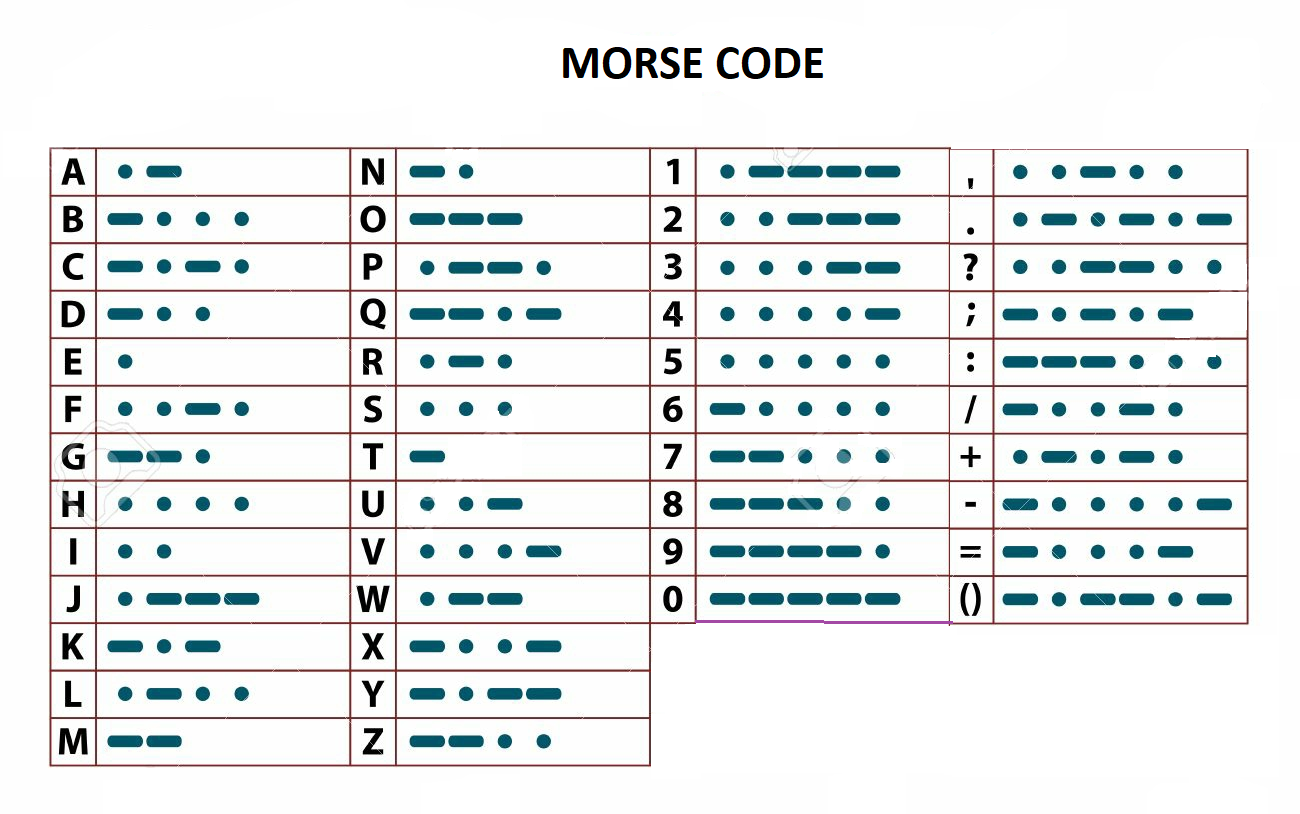 MORSE CODE
A •— N —• 1 •———— , ••—••
B —••• O ——— 2 ••——— . •—•—•—
C —•—• P •——• 3 •••—— ? ••——••
D —•• Q ——•— 4 ••••— ; —•—•—
E • R •—• 5 ••••• : ———•••
F ••—• S ••• 6 —•••• / —••—•
G ——• T — 7 ——••• + •—•—•
H •••• U ••— 8 ———•• - —••••—
I •• V •••— 9 ————• = —•••—
J •——— W •—— 0 ————— () —•——•—
K —•— X —••—
L •—•• Y —•——
M —— Z ——••